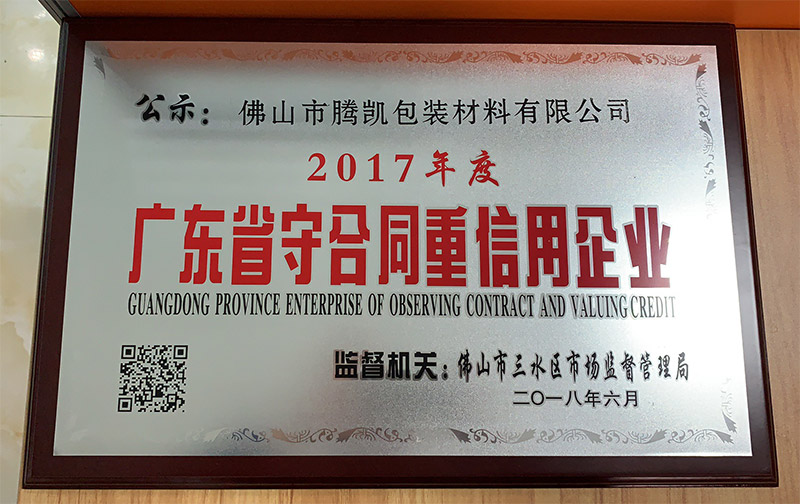 公示：佛山市腾凯包装材料有限公司
2017年度
广东省守合同重信用企业
GUANGDONG PROVINCE ENTERPRISE OF OBSERVING CONTRACT AND VALUING CREDIT
监督机关：佛山市三水区市场监督管理局
二〇一八年六月